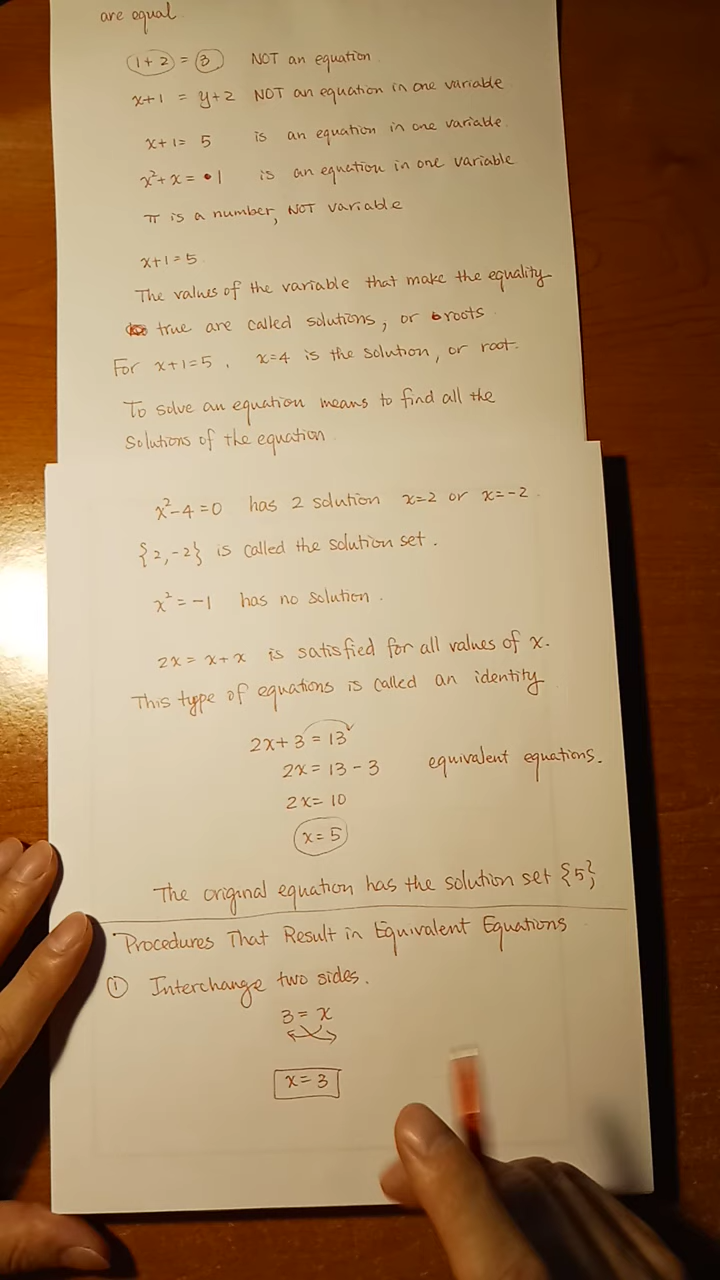 are equal
1+2 = 3 NOT an equation.
x+1 = y+2 NOT an equation in one variable
x+1= 5 is an equation in one variable.
x²+x = 1 is an equation in one variable
π is a number, NOT variable
x+1=5
The values of the variable that make the equality
true are called solutions, or roots
For x+1=5, x=4 is the solution, or root.
To solve an equation means to find all the
solutions of the equation
x²-4=0 has 2 solution x=2 or x=-2.
{2,-2} is called the solution set.
x²=-1 has no solution.
2x = x+x is satisfied for all values of x.
This type of equations is called an identity
2x+3 = 13
2x = 13 - 3 equivalent equations.
2x=10
x=5
The original equation has the solution set {5}
Procedures That Result in Equivalent Equations
① Interchange two sides.
3 = x
x=3